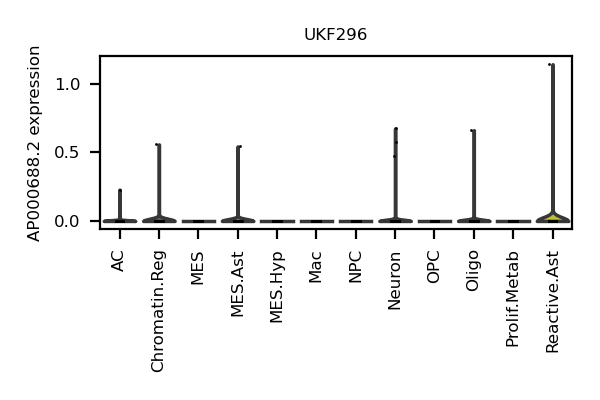 UKF296
AP000688.2 expression
1.0
0.5
0.0
AC
Chromatin.Reg
MES
MES.Ast
MES.Hyp
Mac
NPC
Neuron
OPC
Oligo
Prolif.Metab
Reactive.Ast